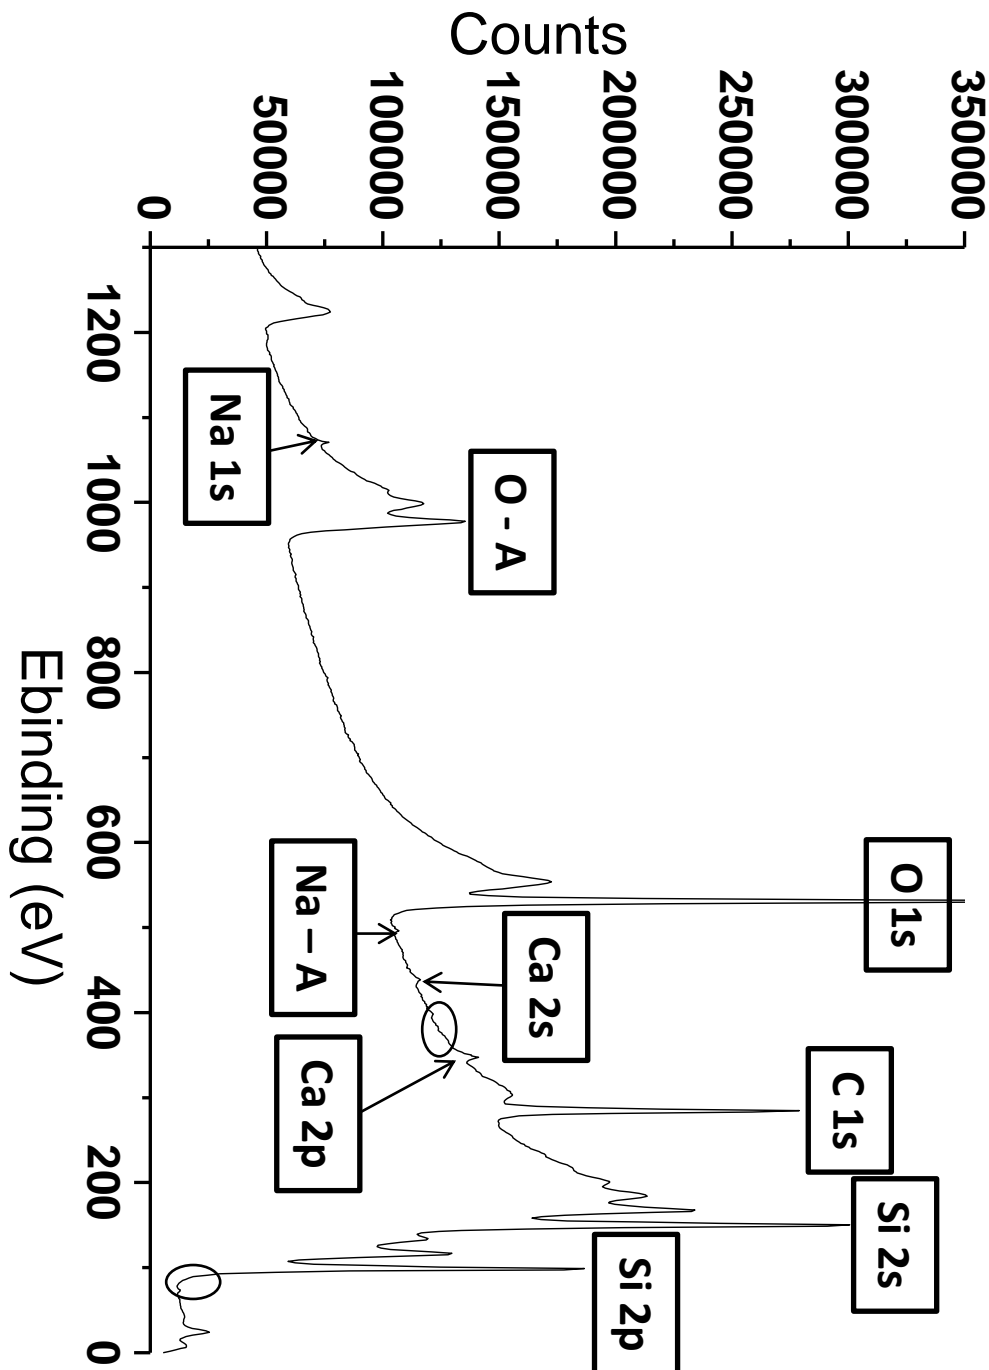 Counts
350000
300000
250000
200000
150000
100000
50000
0
1200
1000
800
600
400
200
0
Ebinding (eV)
Na 1s
O - A
O 1s
Na – A
Ca 2s
Ca 2p
C 1s
Si 2s
Si 2p